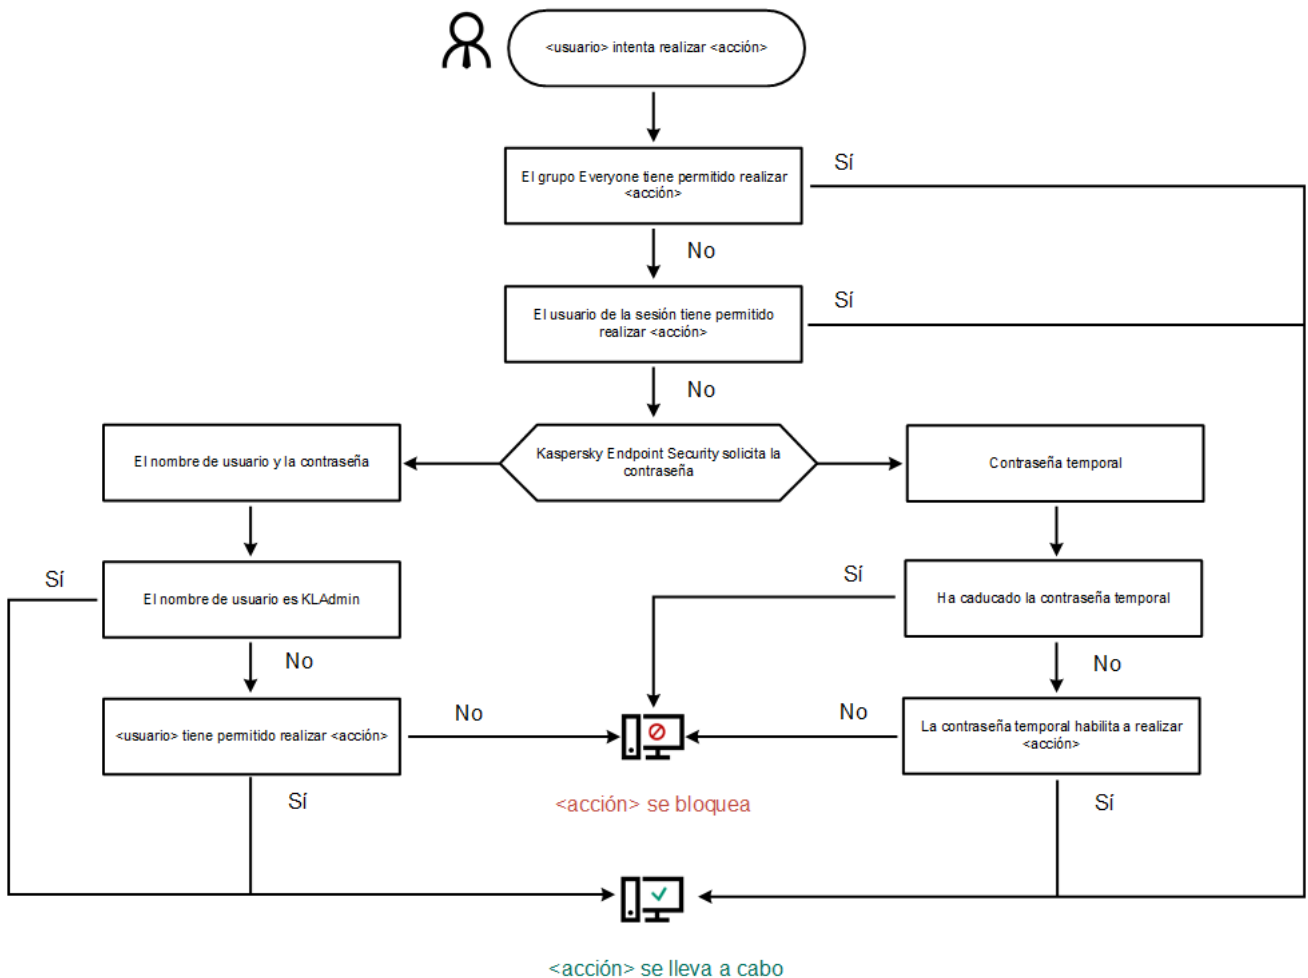 <usuario> intenta realizar <acción>
El grupo Everyone tiene permitido realizar
<acción>
Sí
No
El usuario de la sesión tiene permitido
realizar <acción>
Sí
No
El nombre de usuario y la contraseña
Kaspersky Endpoint Security solicita la
contraseña
Contraseña temporal
Sí
El nombre de usuario es KLAdmin
Sí
Ha caducado la contraseña temporal
No
No
<usuario> tiene permitido realizar <acción>
No
No
La contraseña temporal habilita a realizar
<acción>
Sí
<acción> se bloquea
Sí
<acción> se lleva a cabo